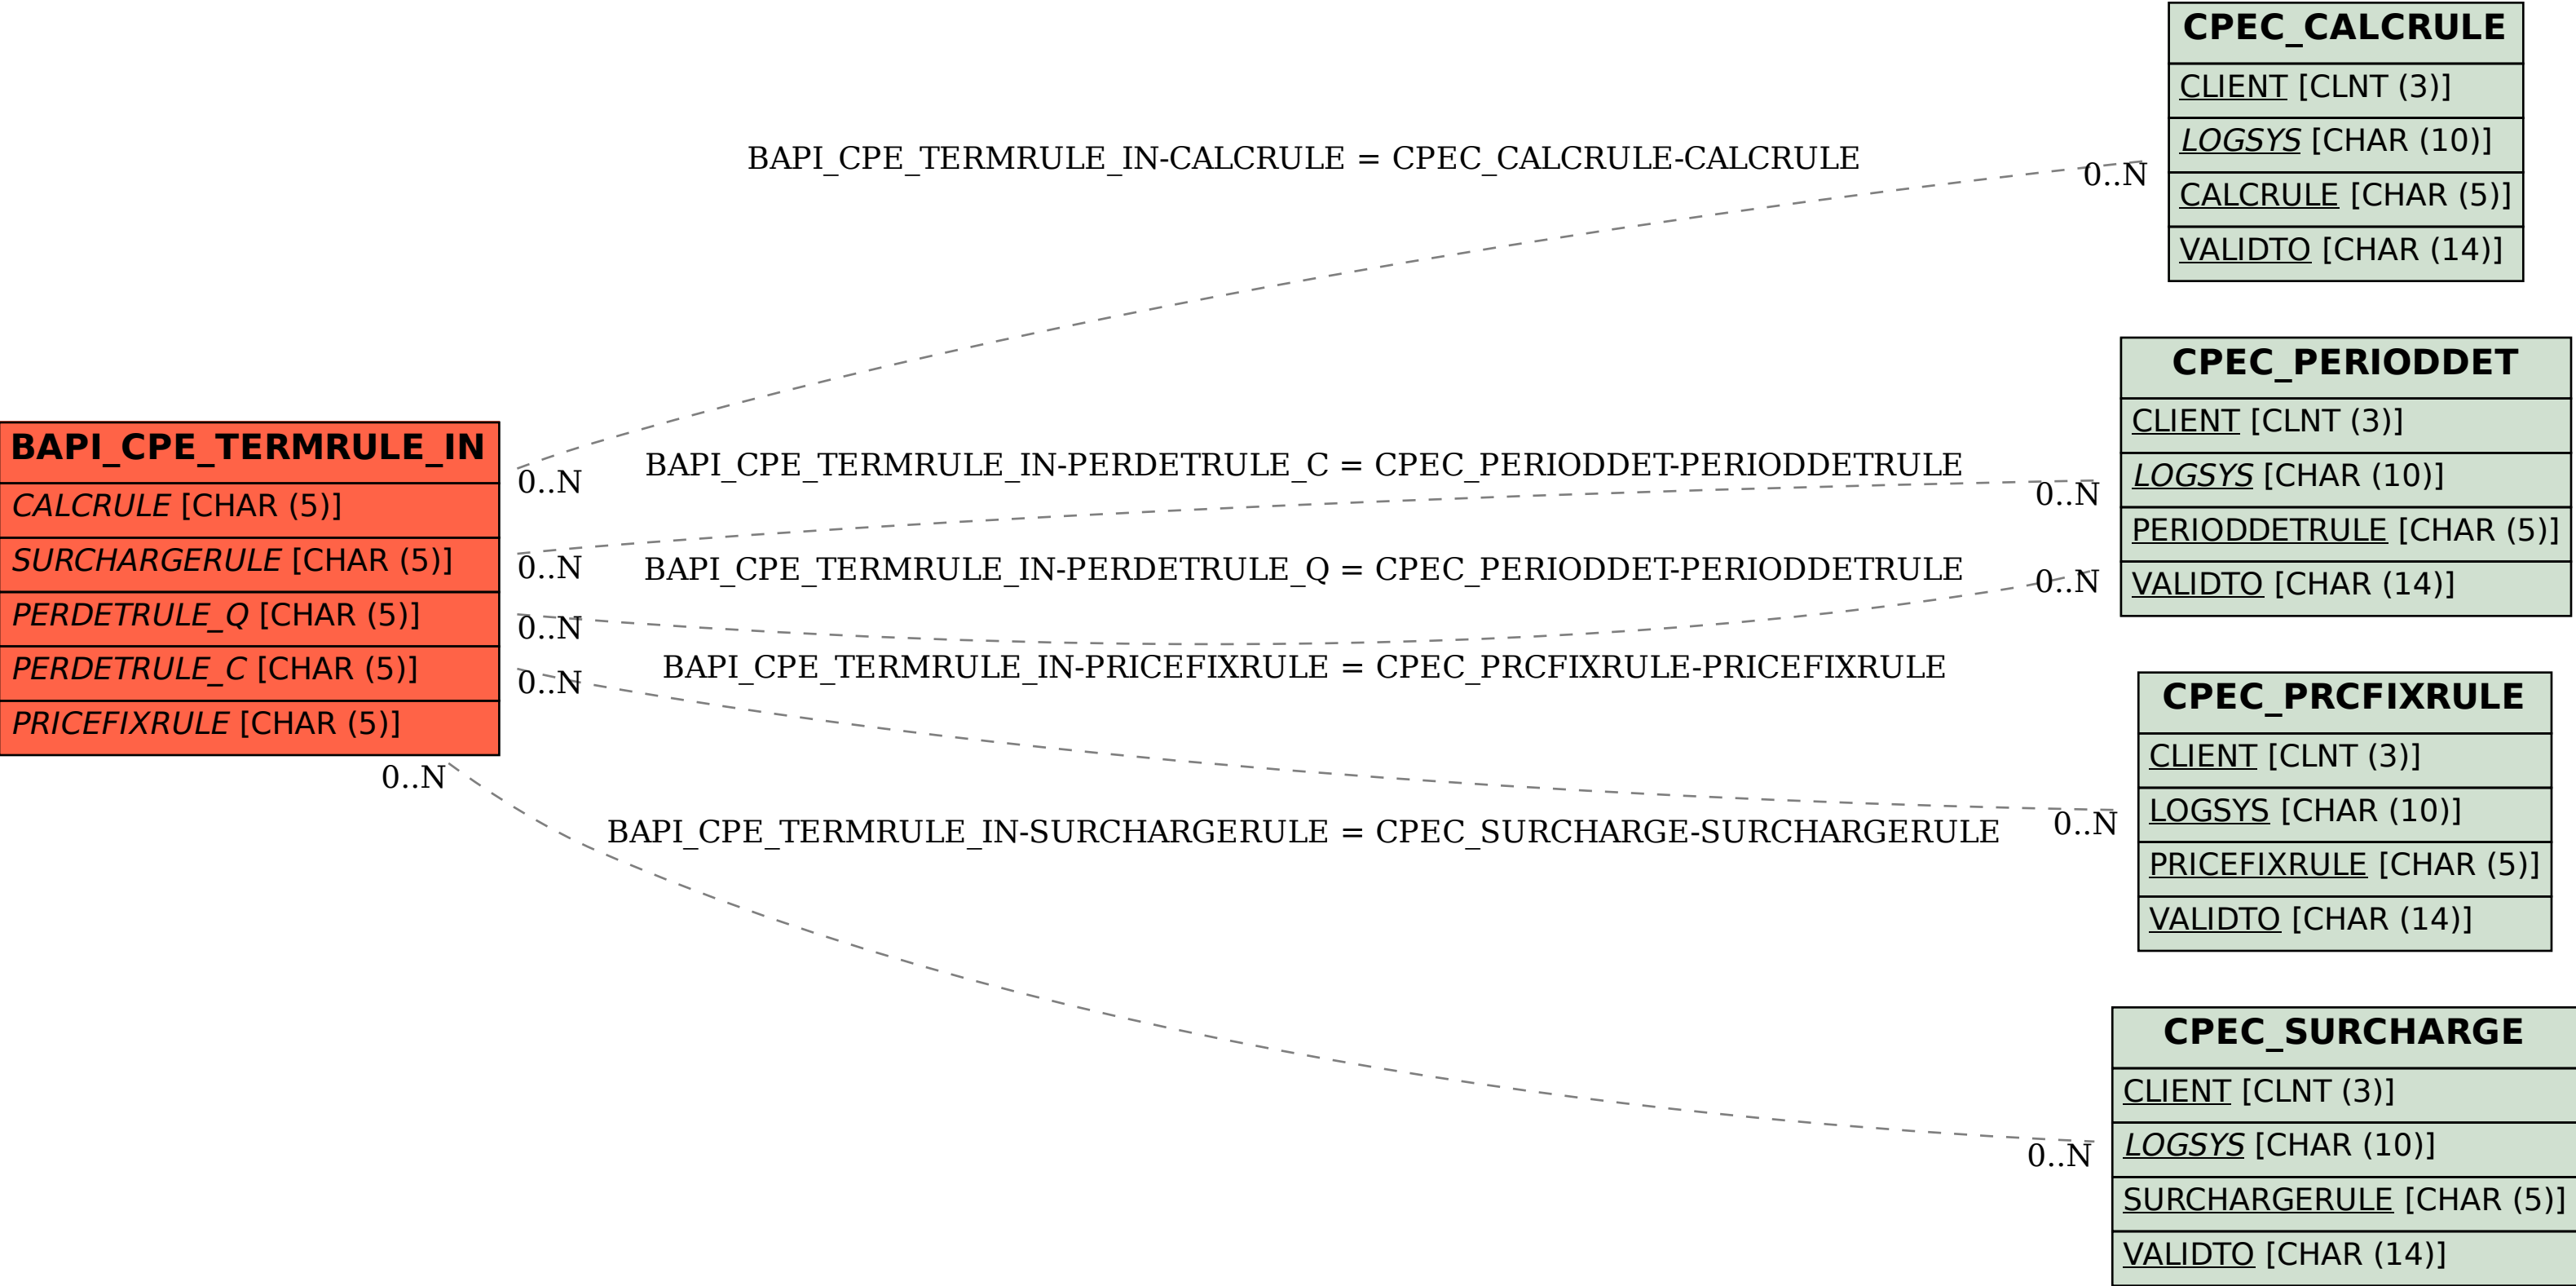 CPEC_CALCRULE
CLIENT [CLNT (3)]
LOGSYS [CHAR (10)]
CALCRULE [CHAR (5)]
VALIDTO [CHAR (14)]
BAPI_CPE_TERMRULE_IN-CALCRULE = CPEC_CALCRULE-CALCRULE
0..N
0..N
BAPI_CPE_TERMRULE_IN
CALCRULE [CHAR (5)]
SURCHARGERULE [CHAR (5)]
PERDETRULE_Q [CHAR (5)]
PERDETRULE_C [CHAR (5)]
PRICEFIXRULE [CHAR (5)]
BAPI_CPE_TERMRULE_IN-PERDETRULE_C = CPEC_PERIODDET-PERIODDETRULE
0..N
0..N
BAPI_CPE_TERMRULE_IN-PERDETRULE_Q = CPEC_PERIODDET-PERIODDETRULE
0..N
0..N
CPEC_PERIODDET
CLIENT [CLNT (3)]
LOGSYS [CHAR (10)]
PERIODDETRULE [CHAR (5)]
VALIDTO [CHAR (14)]
BAPI_CPE_TERMRULE_IN-PRICEFIXRULE = CPEC_PRCFIXRULE-PRICEFIXRULE
0..N
0..N
CPEC_PRCFIXRULE
CLIENT [CLNT (3)]
LOGSYS [CHAR (10)]
PRICEFIXRULE [CHAR (5)]
VALIDTO [CHAR (14)]
BAPI_CPE_TERMRULE_IN-SURCHARGERULE = CPEC_SURCHARGE-SURCHARGERULE
0..N
0..N
CPEC_SURCHARGE
CLIENT [CLNT (3)]
LOGSYS [CHAR (10)]
SURCHARGERULE [CHAR (5)]
VALIDTO [CHAR (14)]